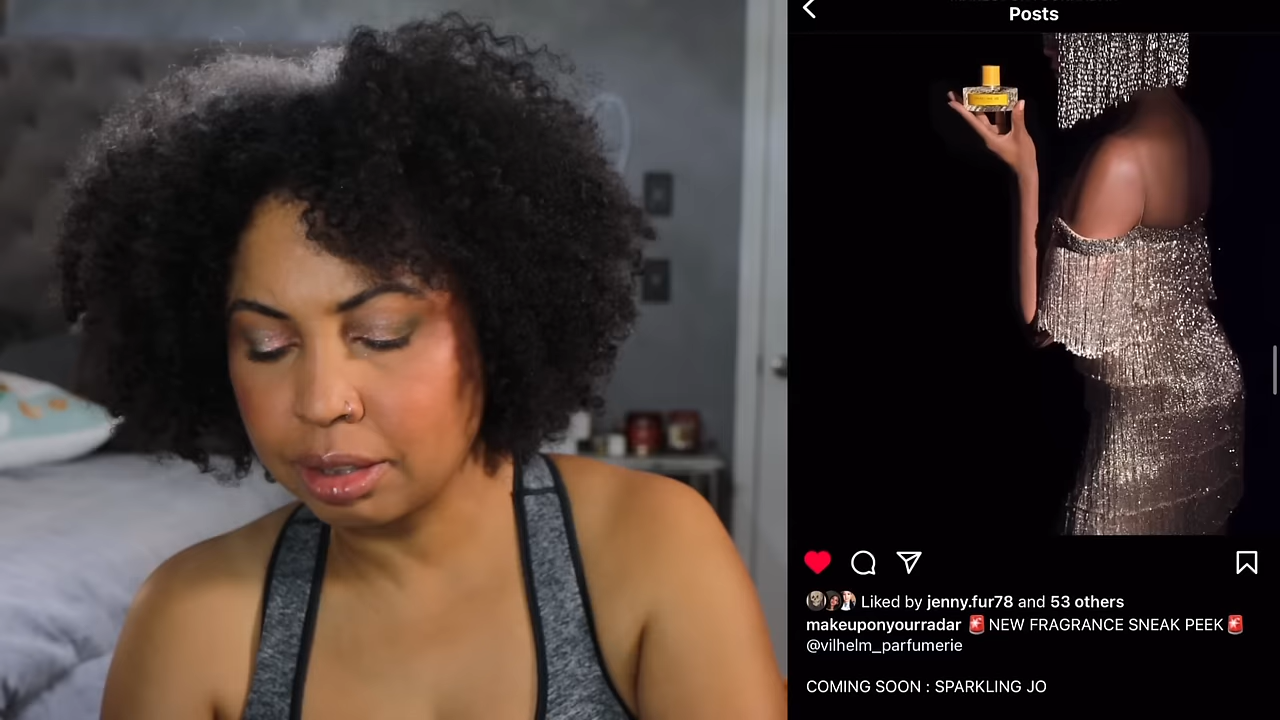 Posts
Liked by jenny.fur78 and 53 others
makeuponyourradar 🚨NEW FRAGRANCE SNEAK PEEK🚨
@vilhelm_parfumerie
COMING SOON : SPARKLING JO